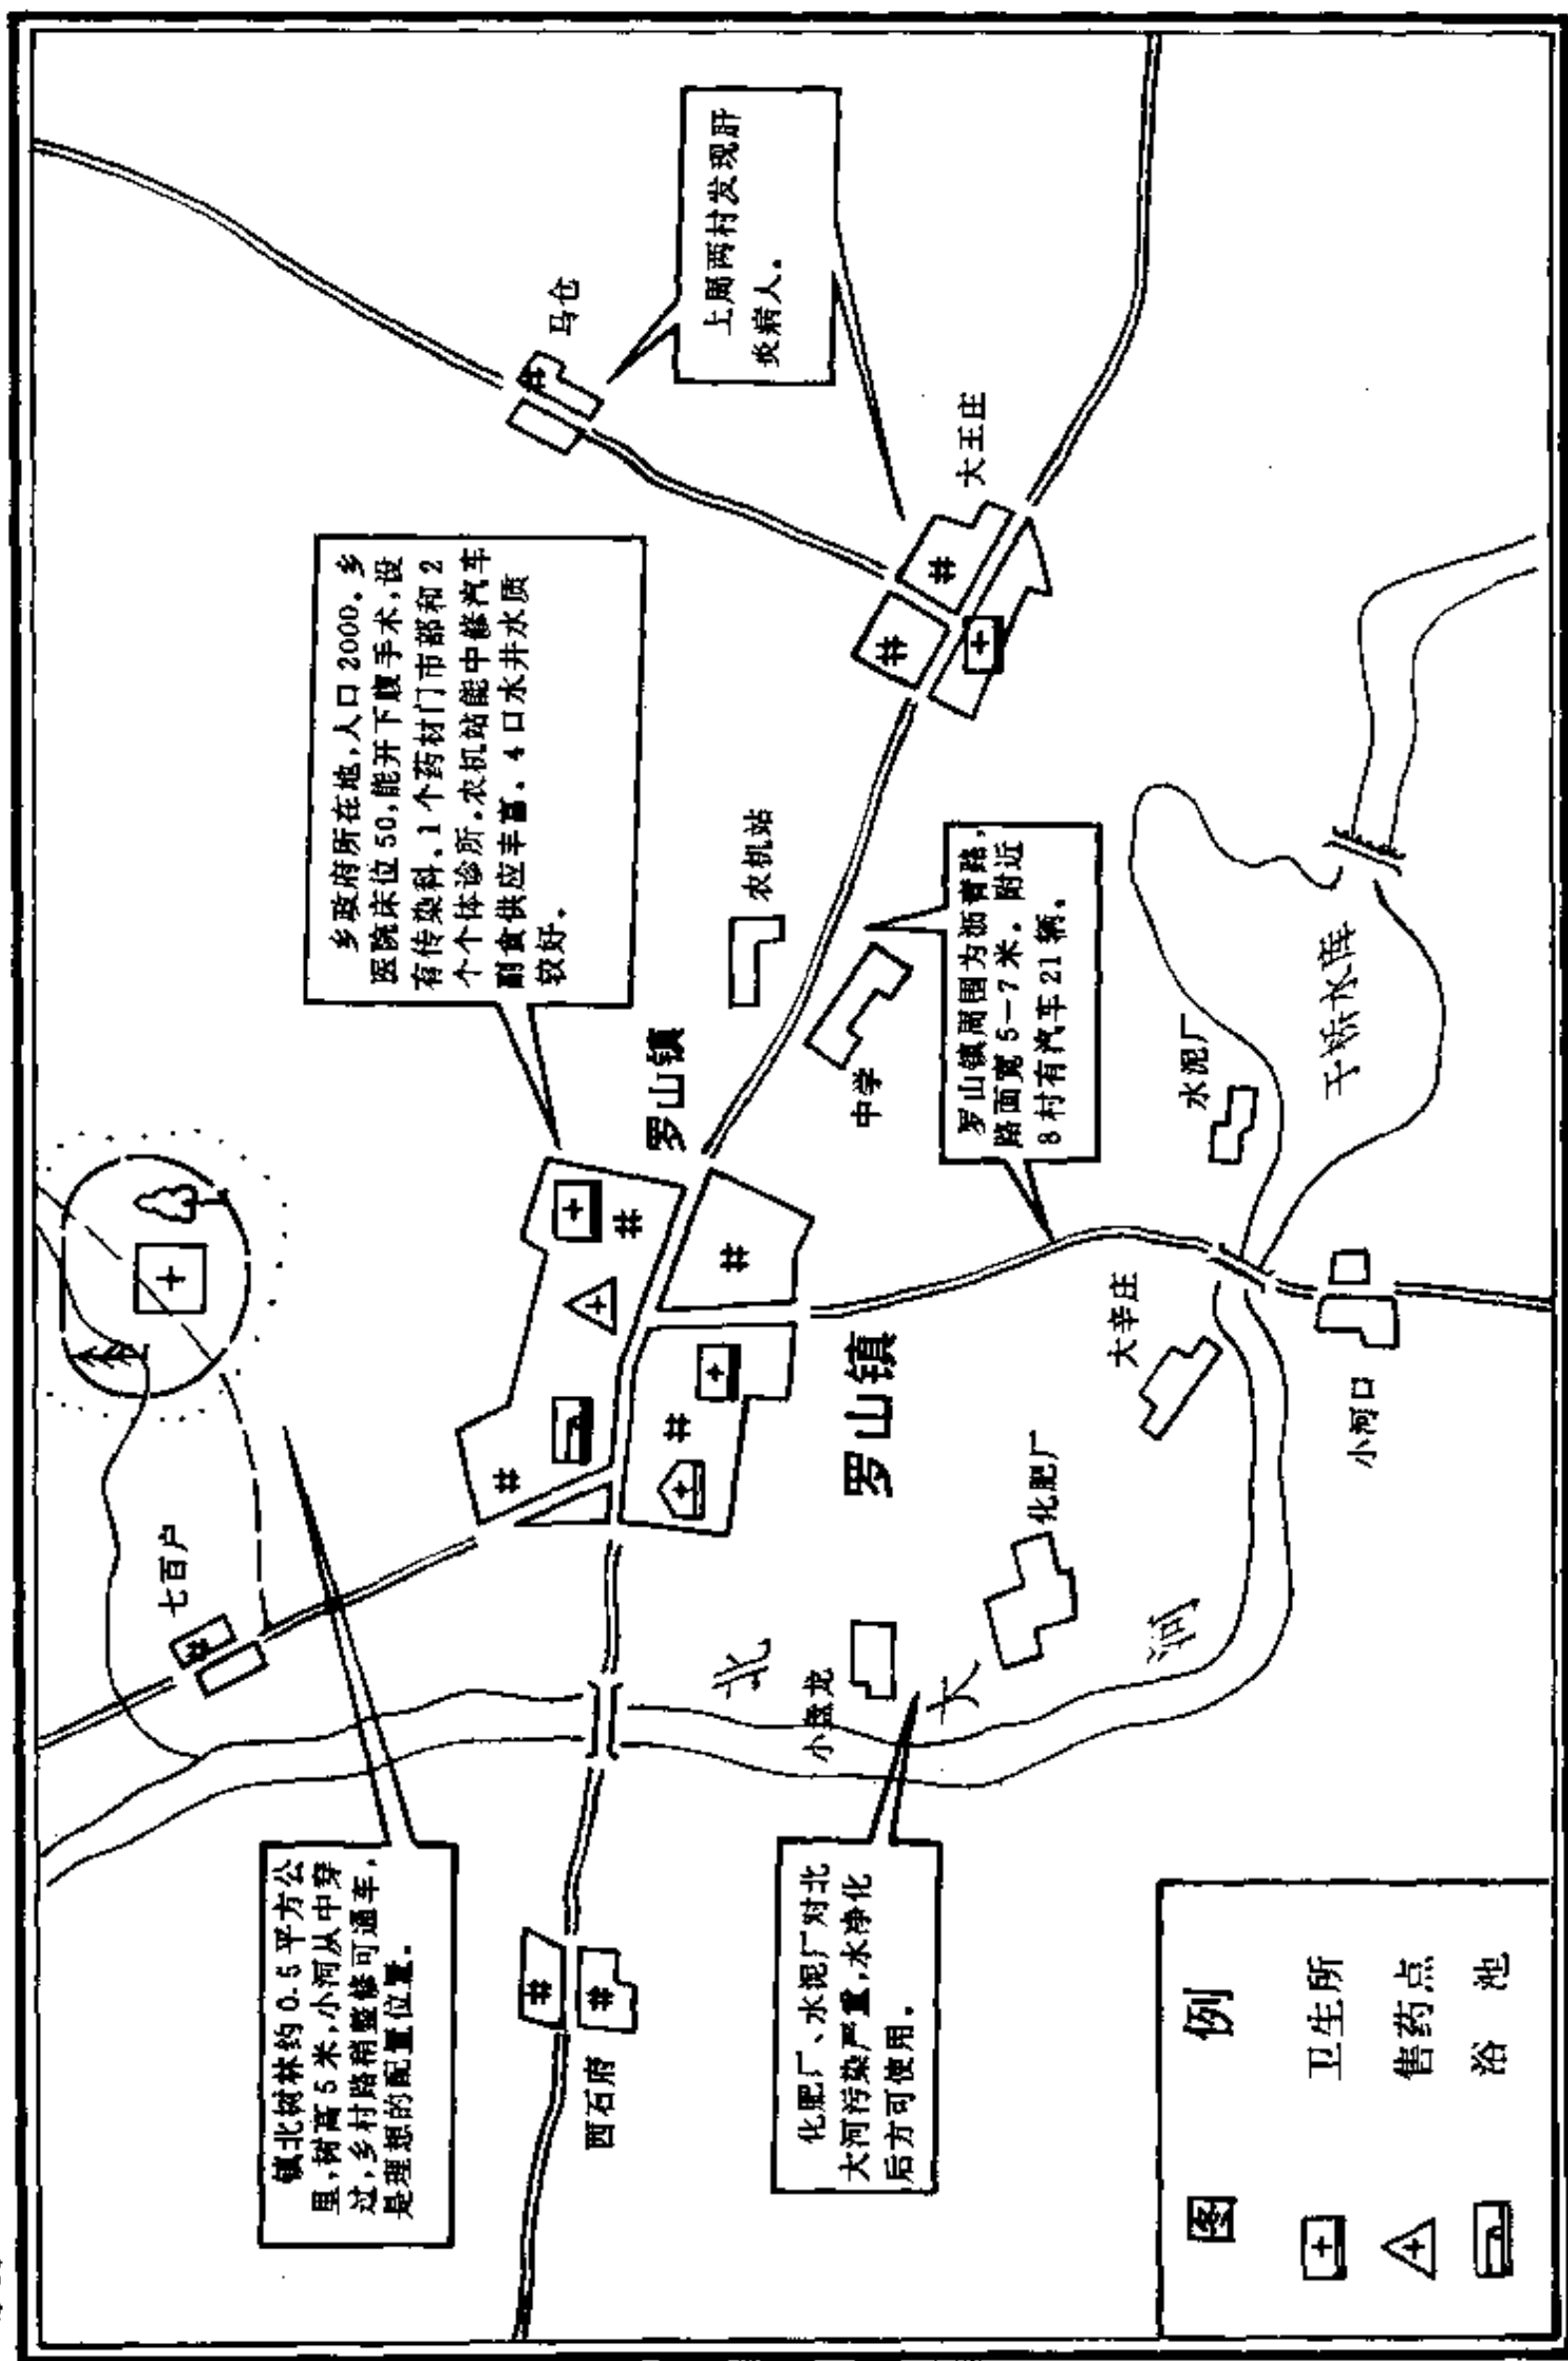 镇北树林约0.5平方公
里,树高5米,小河从中穿
过,乡村路稍整修可通车,
是理想的配置位置。
乡政府所在地,人口2000。乡
医院床位50,能开下腹手术,设
有传染科、1个药材门市部和2
个个体诊所。农机站能中修汽车
副食供应丰富。4口水井水质
较好。
上周两村发现肝
炎病人。
七百户
马仓
西石府
罗山镇
农机站
大王庄
罗山镇
中学
罗山镇周围为沥青路,
路面宽5-7米。附近
8村有汽车21辆。
北
大
河
小盘龙
化肥厂
化肥厂、水泥厂对北
大河污染严重,水净化
后方可使用。
大辛庄
水泥厂
小河口
水库
图例
卫生所
售药点
浴池